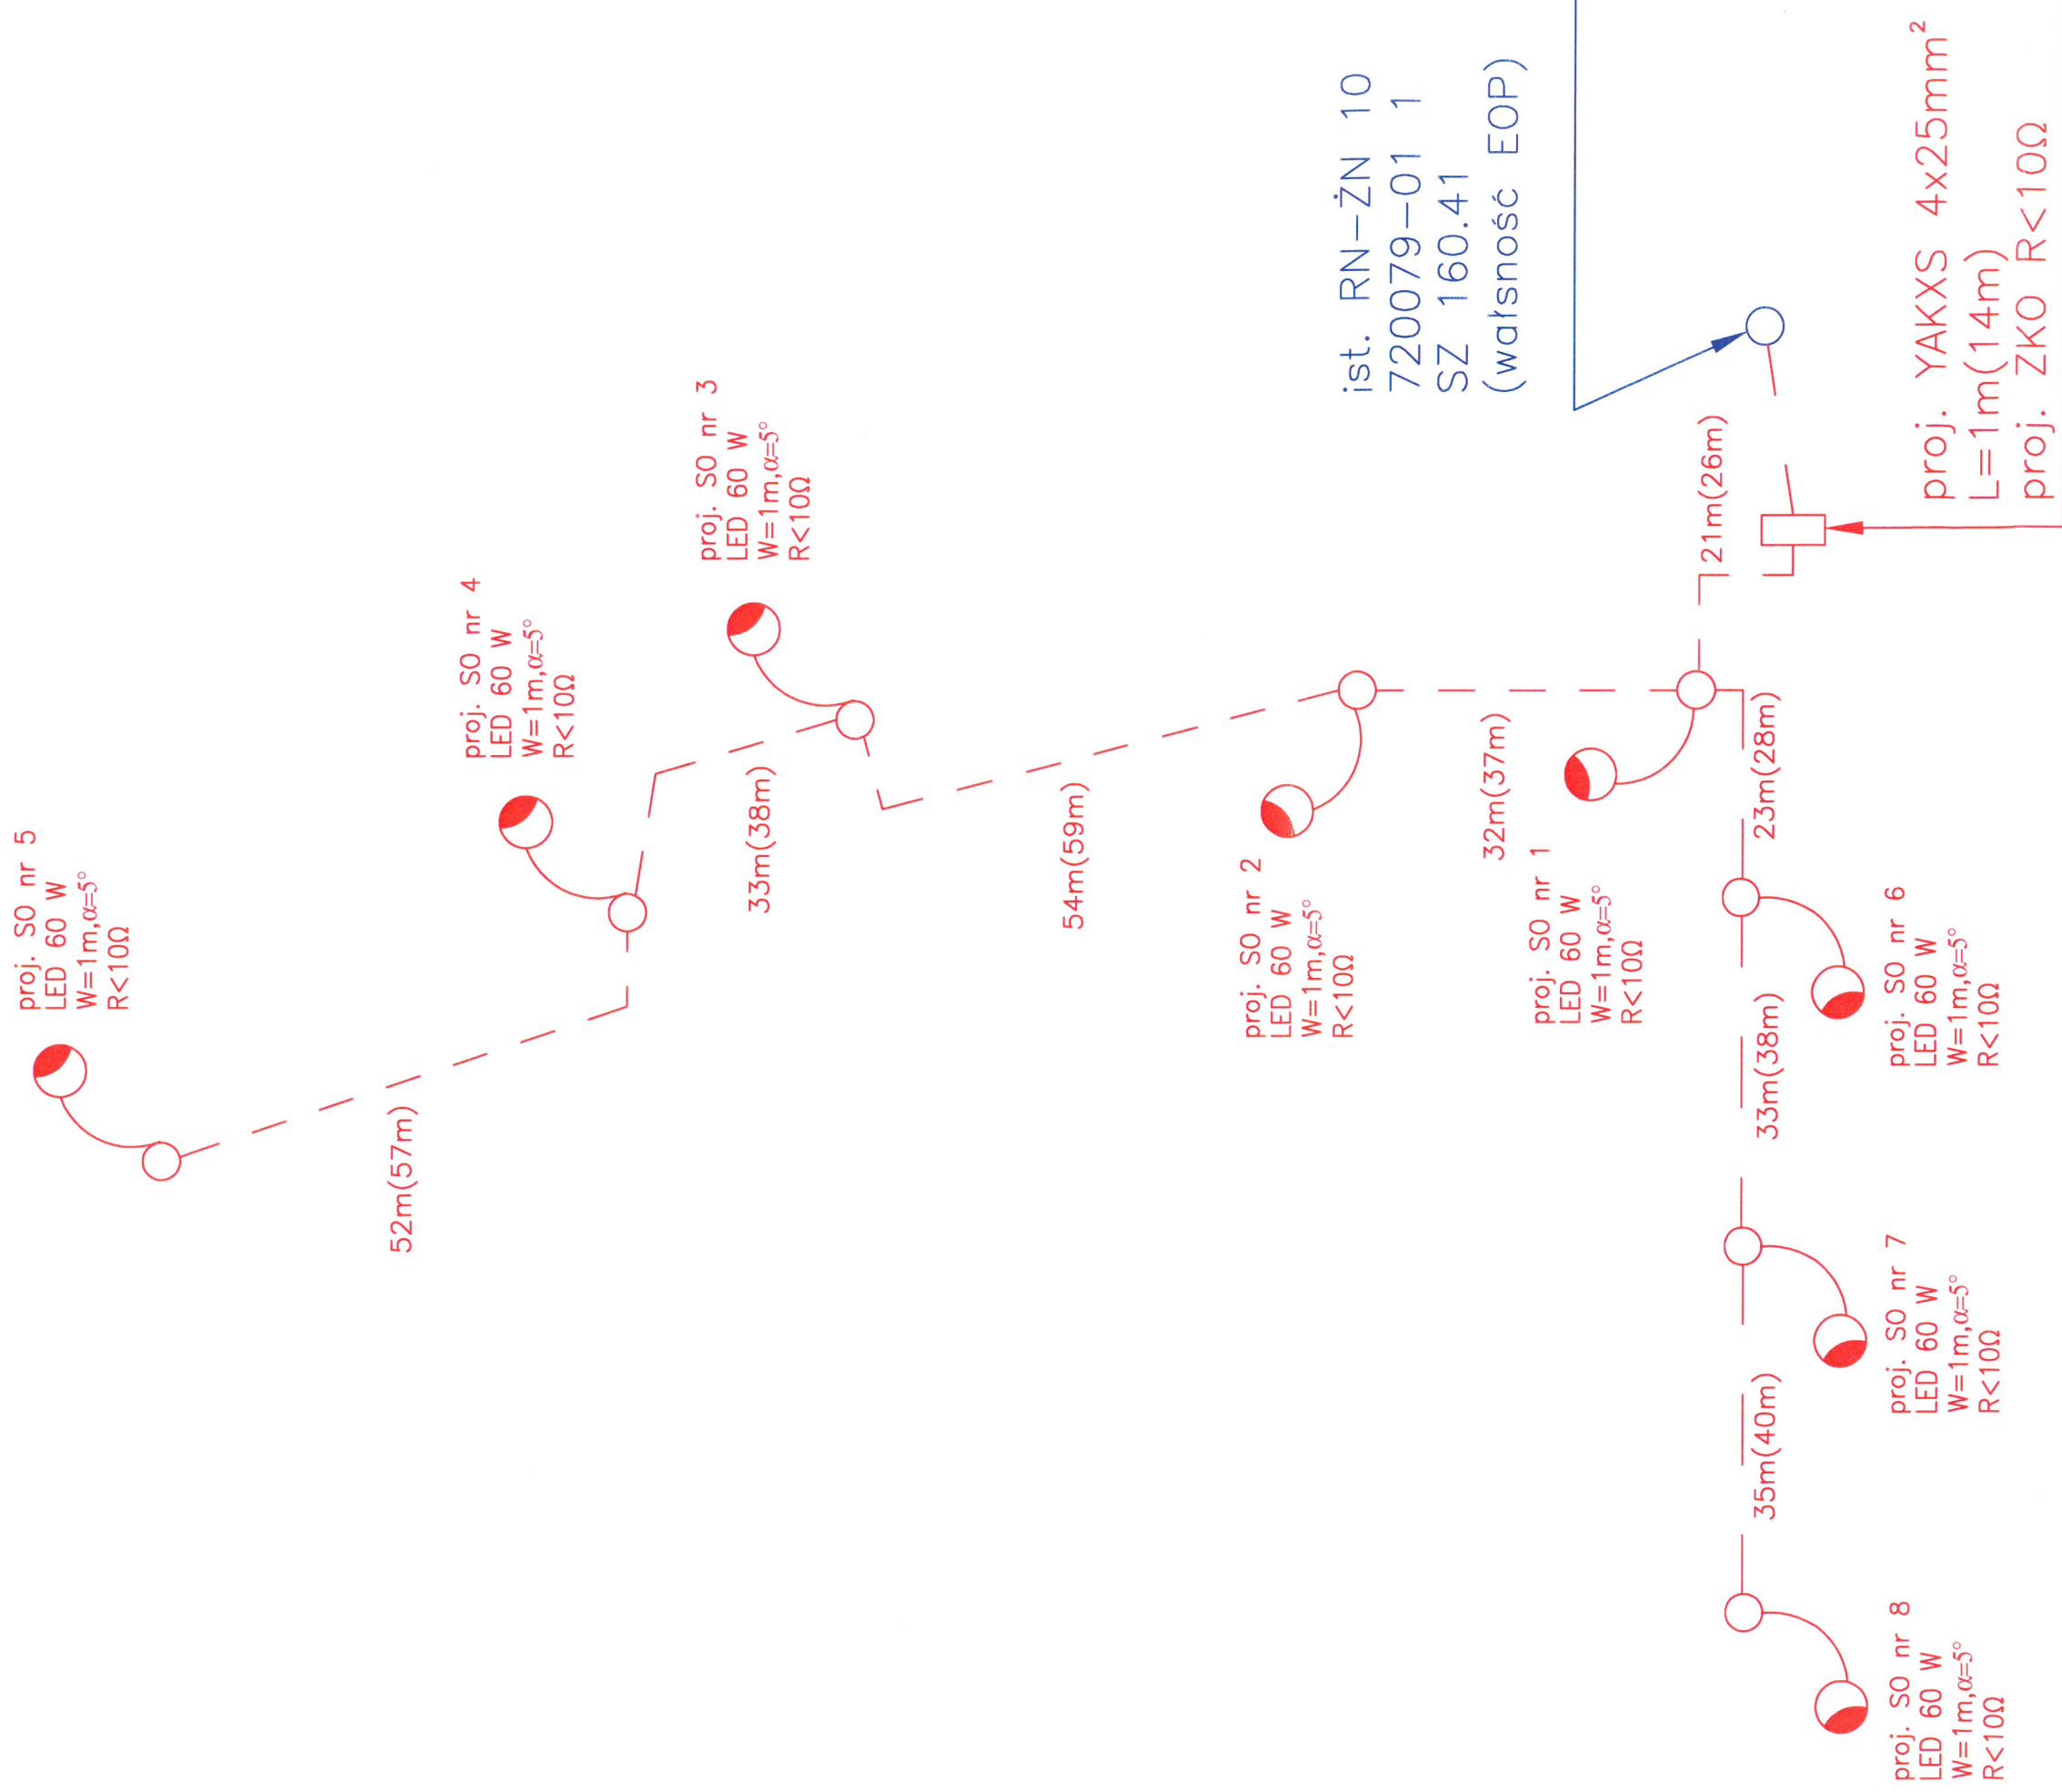 proj. SO nr 5
LED 60 W
W=1m,α=5°
R<10Ω
52m(57m)
proj. SO nr 4
LED 60 W
W=1m,α=5°
R<10Ω
33m(38m)
proj. SO nr 3
LED 60 W
W=1m,α=5°
R<10Ω
54m(59m)
proj. SO nr 2
LED 60 W
W=1m,α=5°
R<10Ω
32m(37m)
proj. SO nr 1
LED 60 W
W=1m,α=5°
R<10Ω
ist. RN-ŻN 10
720079-01 1
SZ 160.41
(wałsność EOP)
21m(26m)
23m(28m)
33m(38m)
35m(40m)
proj. SO nr 8
LED 60 W
W=1m,α=5°
R<10Ω
proj. SO nr 7
LED 60 W
W=1m,α=5°
R<10Ω
proj. SO nr 6
LED 60 W
W=1m,α=5°
R<10Ω
proj. YAKXS 4x25mm²
L=1m(14m)
proj. ZKO R<10Ω